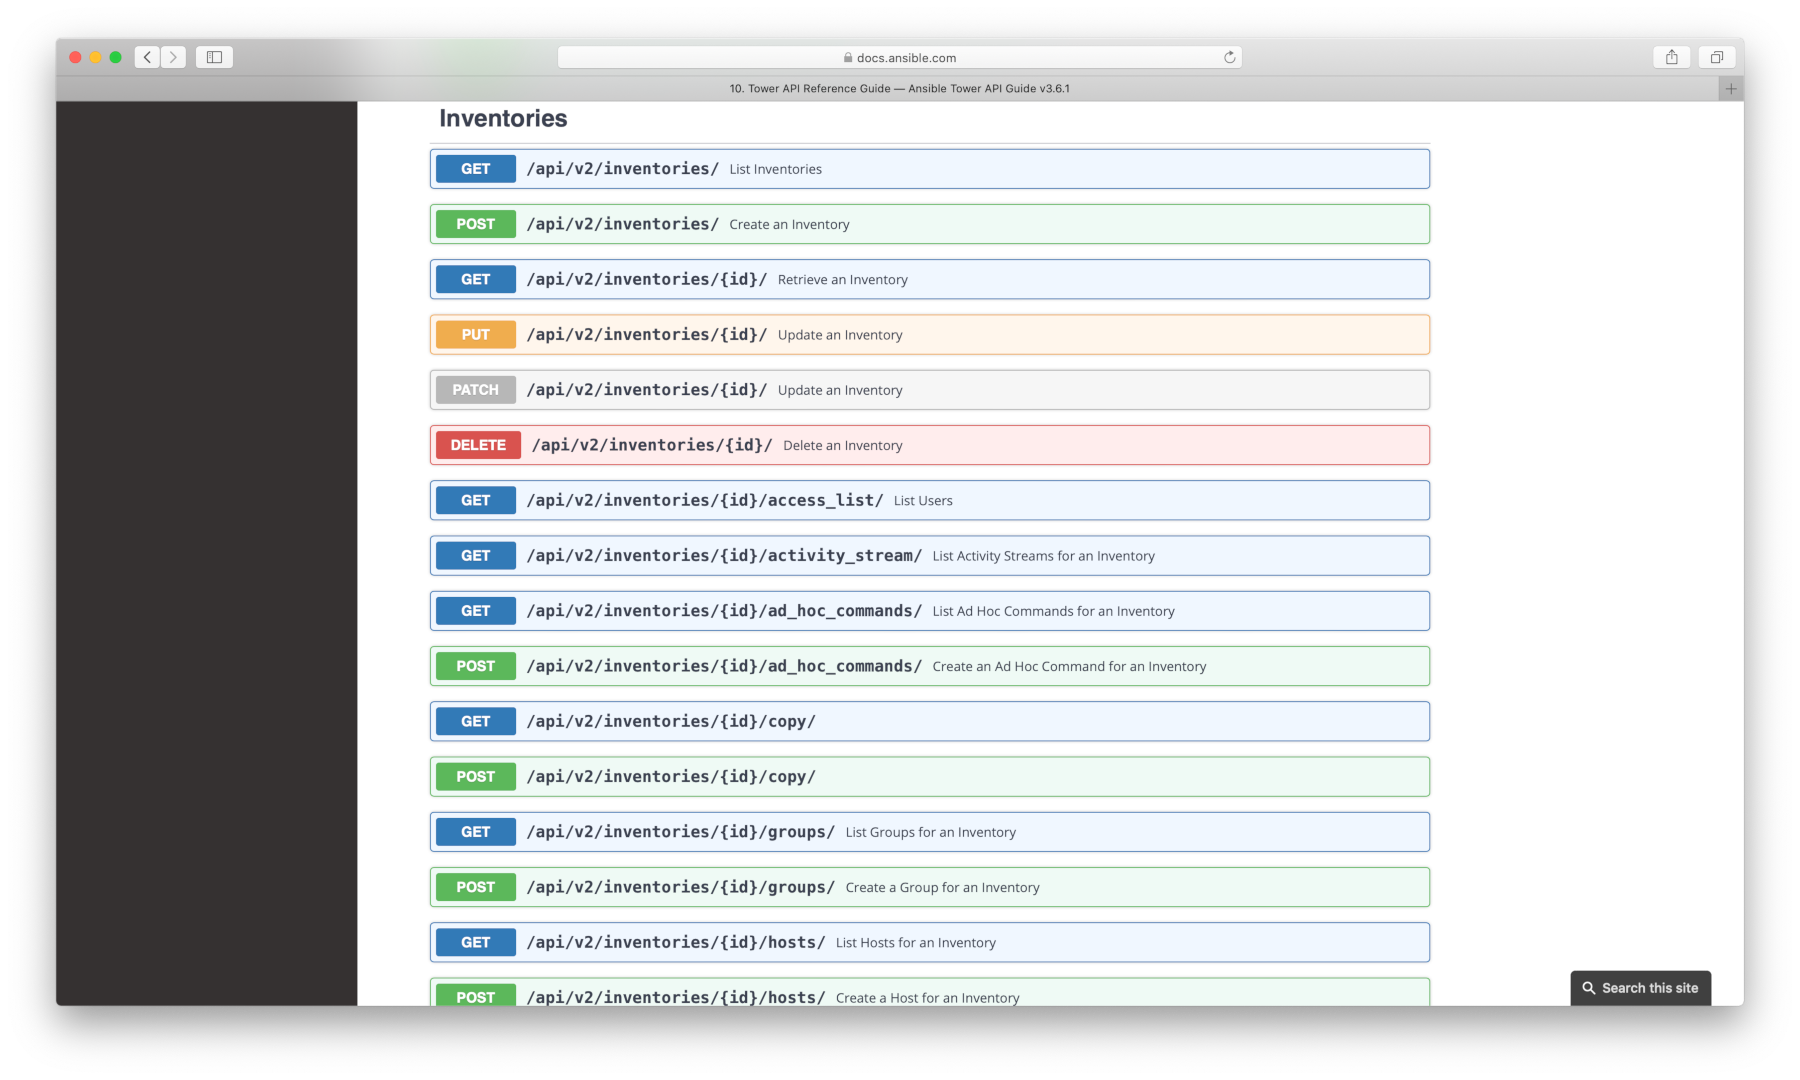 docs.ansible.com
10. Tower API Reference Guide — Ansible Tower API Guide v3.6.1
Inventories
GET /api/v2/inventories/ List Inventories
POST /api/v2/inventories/ Create an Inventory
GET /api/v2/inventories/{id}/ Retrieve an Inventory
PUT /api/v2/inventories/{id}/ Update an Inventory
PATCH /api/v2/inventories/{id}/ Update an Inventory
DELETE /api/v2/inventories/{id}/ Delete an Inventory
GET /api/v2/inventories/{id}/access_list/ List Users
GET /api/v2/inventories/{id}/activity_stream/ List Activity Streams for an Inventory
GET /api/v2/inventories/{id}/ad_hoc_commands/ List Ad Hoc Commands for an Inventory
POST /api/v2/inventories/{id}/ad_hoc_commands/ Create an Ad Hoc Command for an Inventory
GET /api/v2/inventories/{id}/copy/
POST /api/v2/inventories/{id}/copy/
GET /api/v2/inventories/{id}/groups/ List Groups for an Inventory
POST /api/v2/inventories/{id}/groups/ Create a Group for an Inventory
GET /api/v2/inventories/{id}/hosts/ List Hosts for an Inventory
POST /api/v2/inventories/{id}/hosts/ Create a Host for an Inventory
Search this site